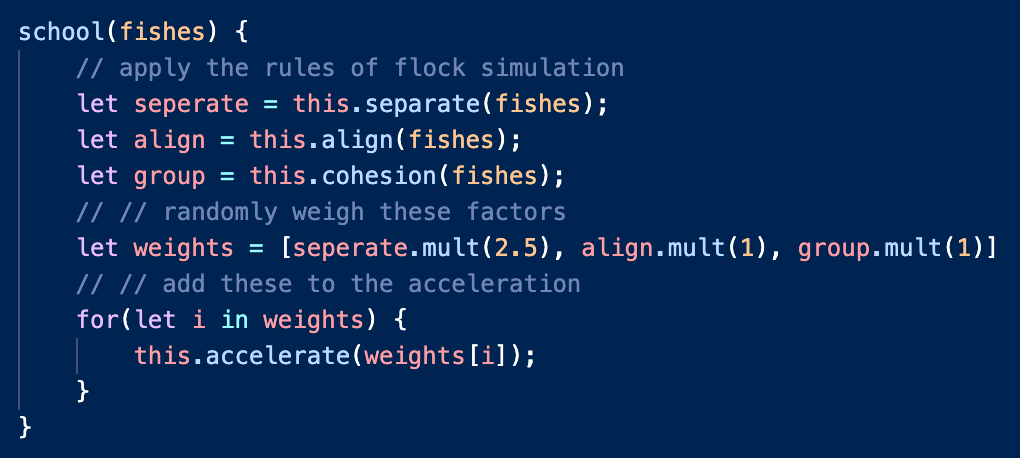 school(fishes) {
    // apply the rules of flock simulation
    let seperate = this.separate(fishes);
    let align = this.align(fishes);
    let group = this.cohesion(fishes);
    // // randomly weigh these factors
    let weights = [seperate.mult(2.5), align.mult(1), group.mult(1)]
    // // add these to the acceleration
    for(let i in weights) {
        this.accelerate(weights[i]);
    }
}